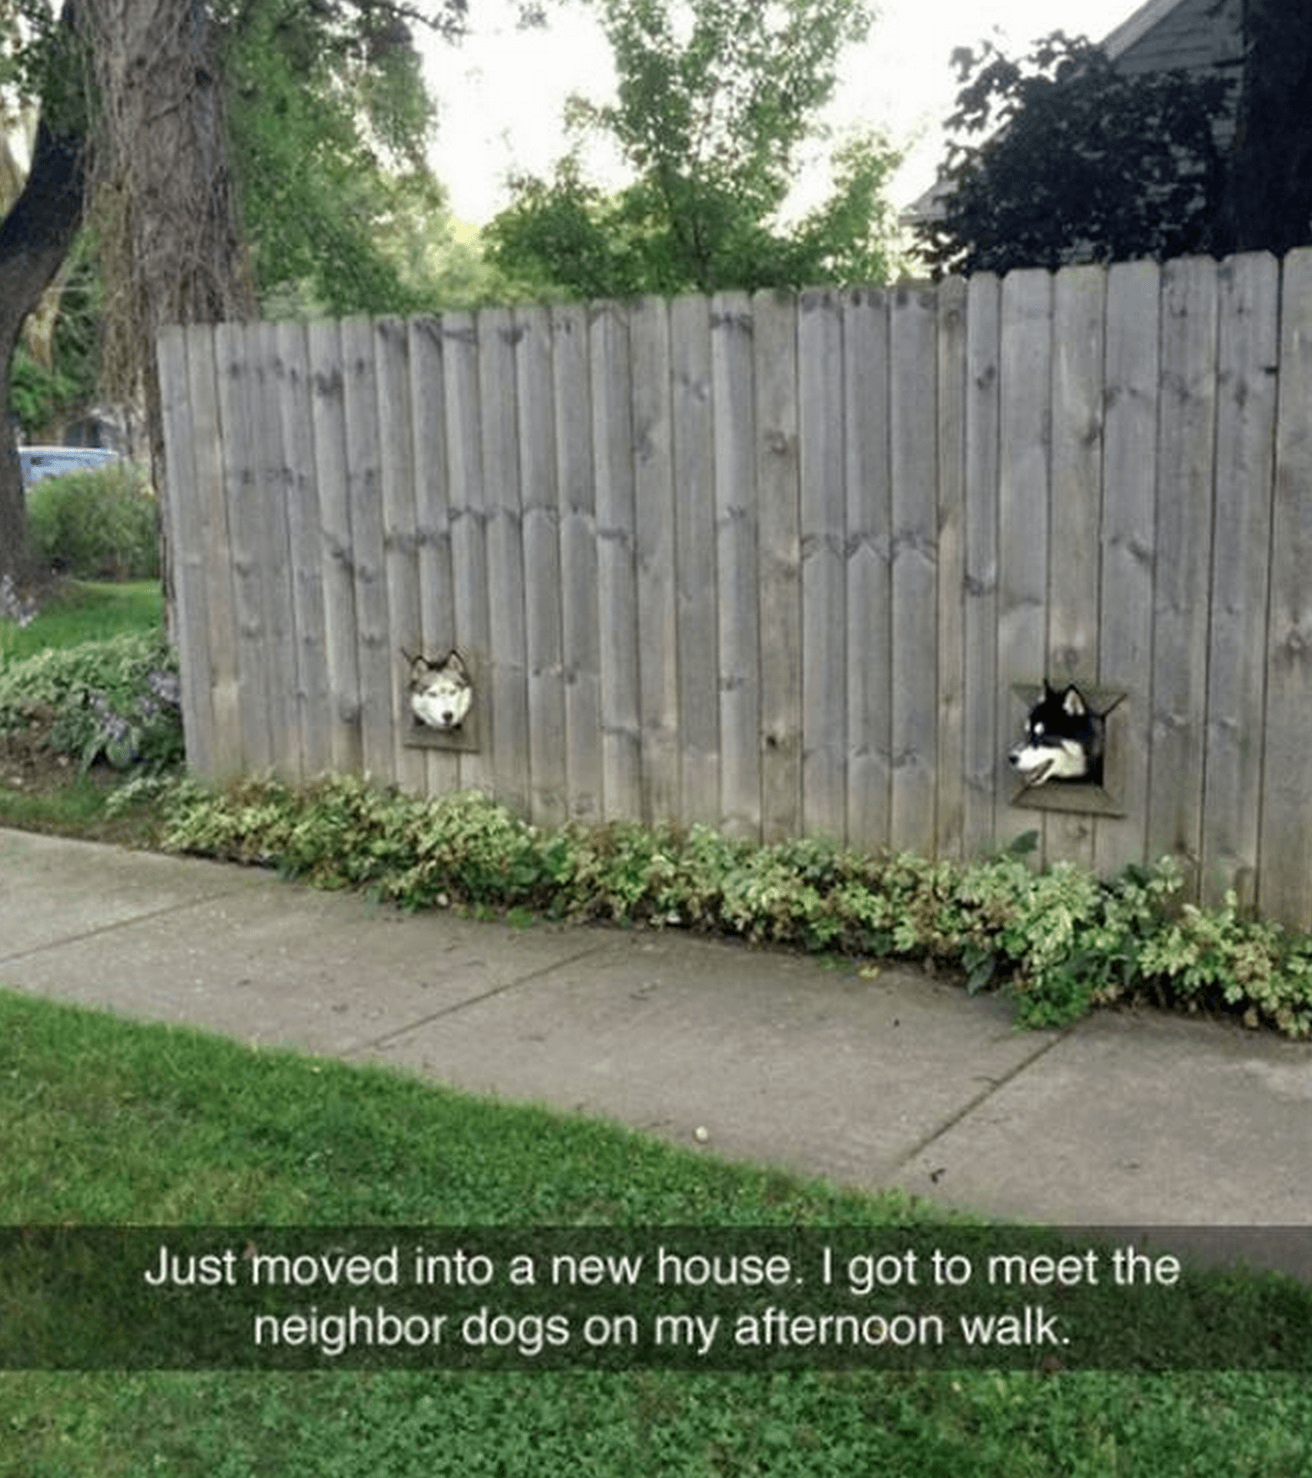 Just moved into a new house. I got to meet the
neighbor dogs on my afternoon walk.